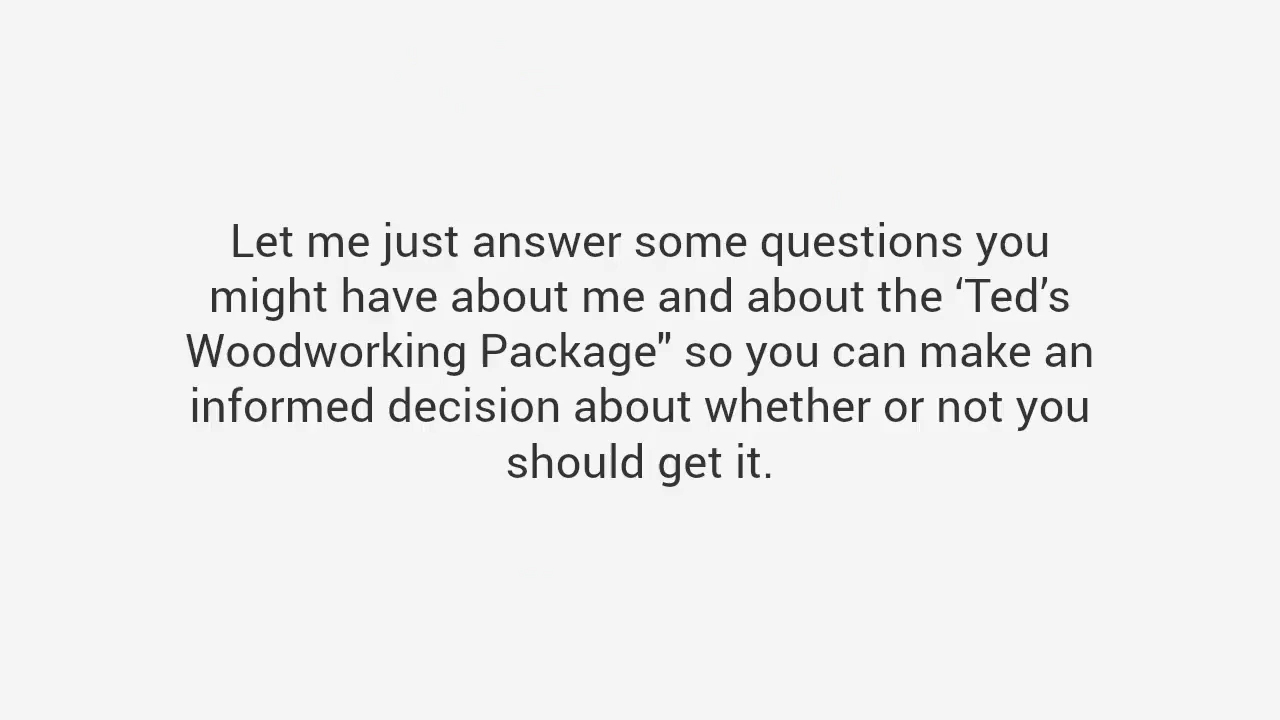 Let me just answer some questions you
might have about me and about the ‘Ted’s
Woodworking Package" so you can make an
informed decision about whether or not you
should get it.